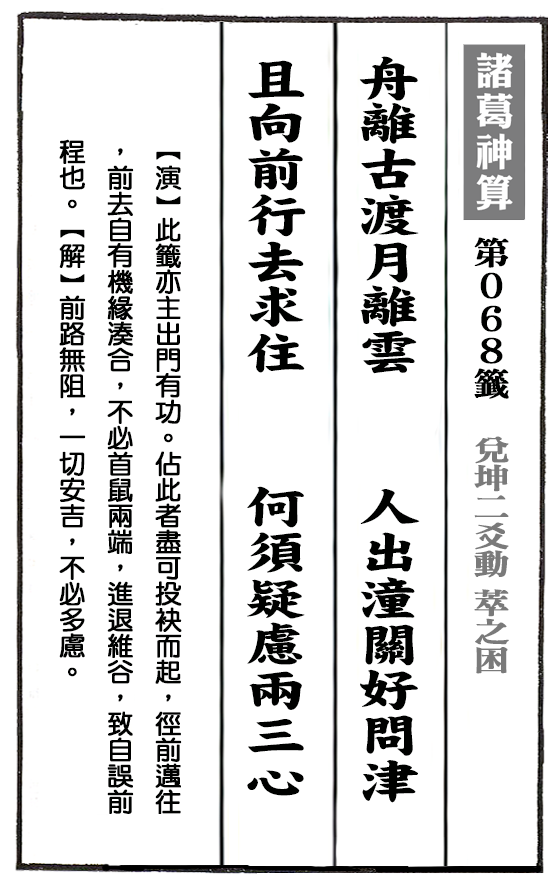 諸葛神算 第068籤 兌坤二爻動 萃之困
舟離古渡月離雲 人出潼關好問津
且向前行去求住 何須疑慮兩三心
【演】此籤亦主出門有功。佔此者盡可投袂而起，徑前邁往
，前去自有機緣湊合，不必首鼠兩端，進退維谷，致自誤前
程也。【解】前路無阻，一切安吉，不必多慮。